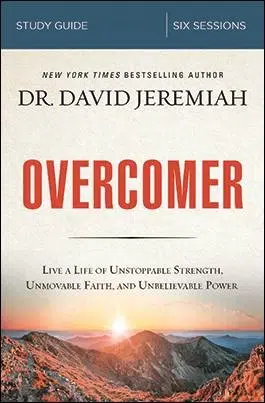 STUDY GUIDE | SIX SESSIONS
NEW YORK TIMES BESTSELLING AUTHOR
DR. DAVID JEREMIAH
OVERCOMER
LIVE A LIFE OF UNSTOPPABLE STRENGTH,
UNMOVABLE FAITH, AND UNBELIEVABLE POWER